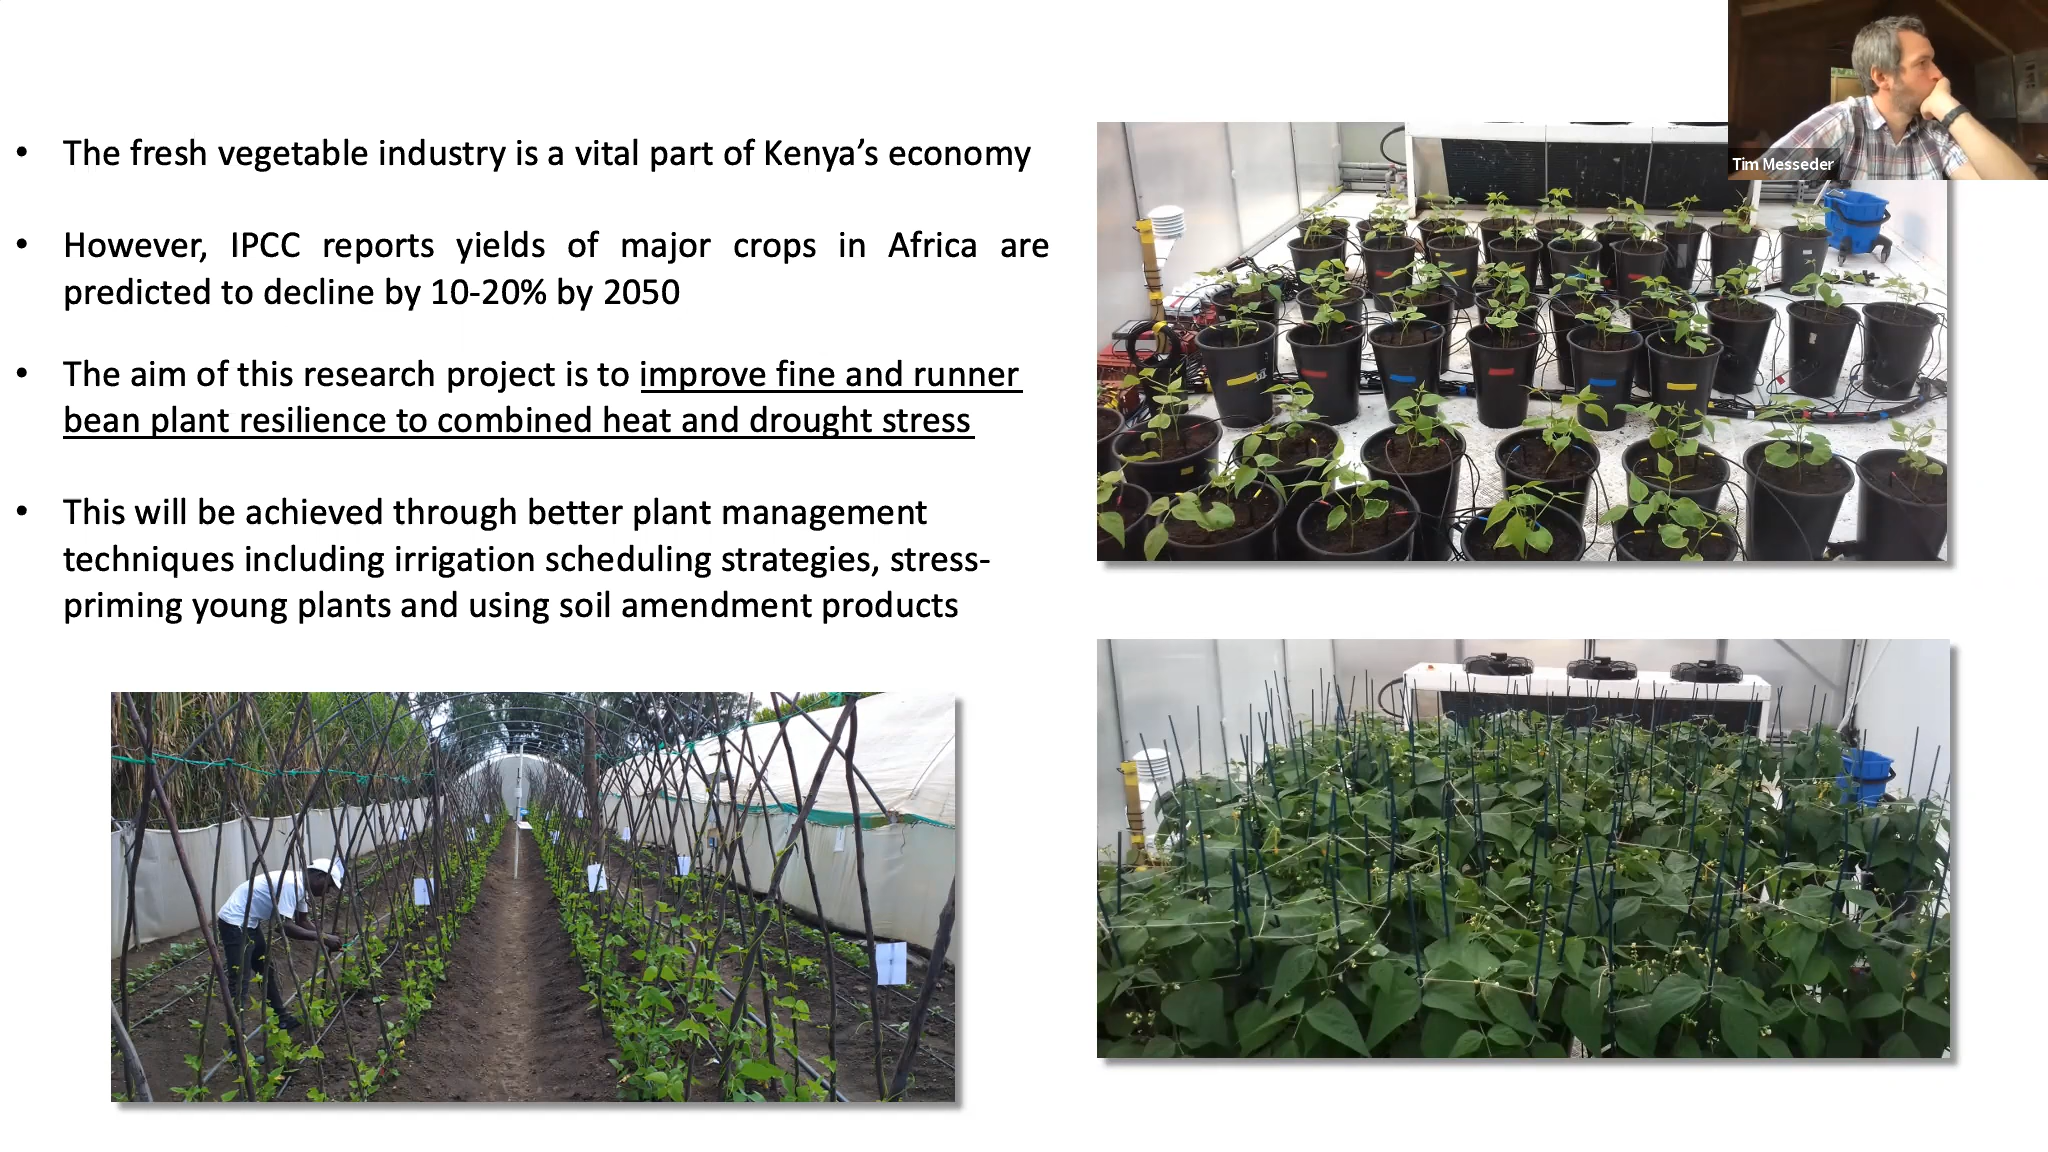 • The fresh vegetable industry is a vital part of Kenya’s economy
• However, IPCC reports yields of major crops in Africa are
predicted to decline by 10-20% by 2050
• The aim of this research project is to improve fine and runner
bean plant resilience to combined heat and drought stress
• This will be achieved through better plant management
techniques including irrigation scheduling strategies, stress-
priming young plants and using soil amendment products
Tim Messeder